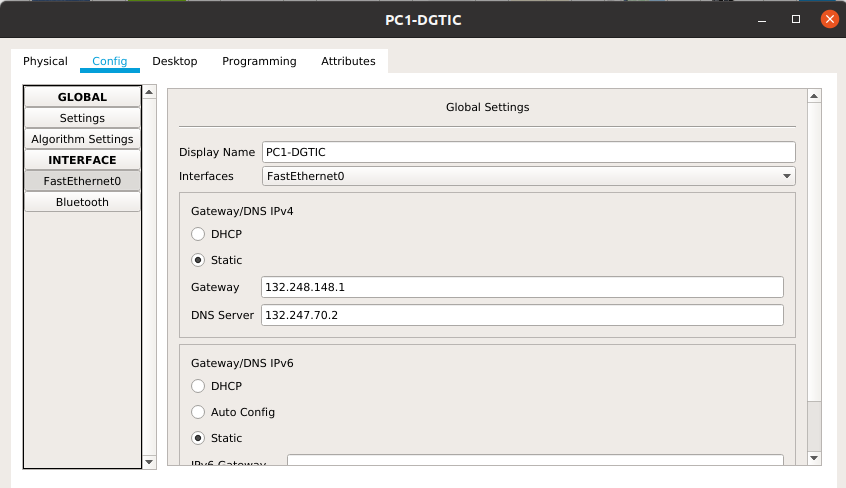 PC1-DGTIC
Physical Config Desktop Programming Attributes
GLOBAL
Settings
Algorithm Settings
INTERFACE
FastEthernet0
Bluetooth
Global Settings
Display Name PC1-DGTIC
Interfaces FastEthernet0
Gateway/DNS IPv4
DHCP
Static
Gateway 132.248.148.1
DNS Server 132.247.70.2
Gateway/DNS IPv6
DHCP
Auto Config
Static
IPv6 Gateway